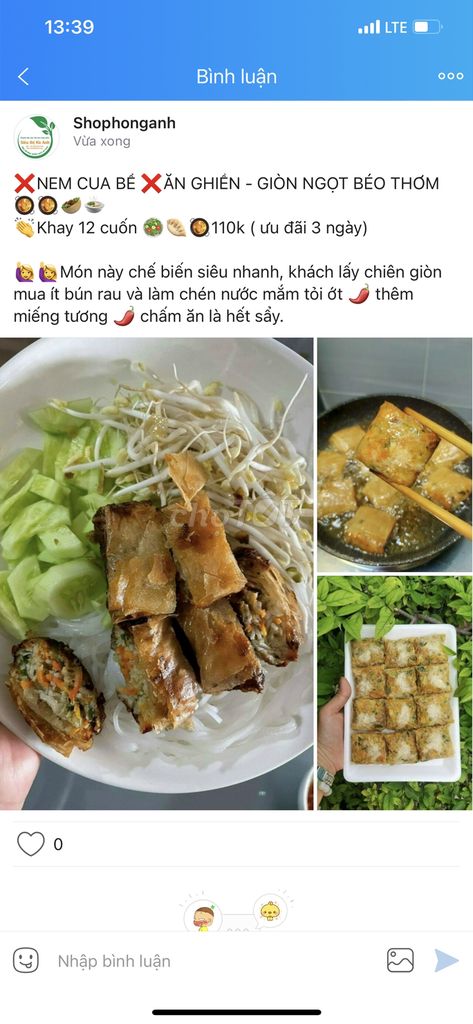 13:39
LTE
Bình luận
Shophonganh
Vừa xong
❌NEM CUA BỂ ❌ĂN GHIỀN - GIÒN NGỌT BÉO THƠM
🥘🥘🥙🍜
👏Khay 12 cuốn 🥗🥟🥘110k ( ưu đãi 3 ngày)
🙋‍♀️🙋‍♀️Món này chế biến siêu nhanh, khách lấy chiên giòn
mua ít bún rau và làm chén nước mắm tỏi ớt 🌶️ thêm
miếng tương 🌶️ chấm ăn là hết sẩy.
0
Nhập bình luận